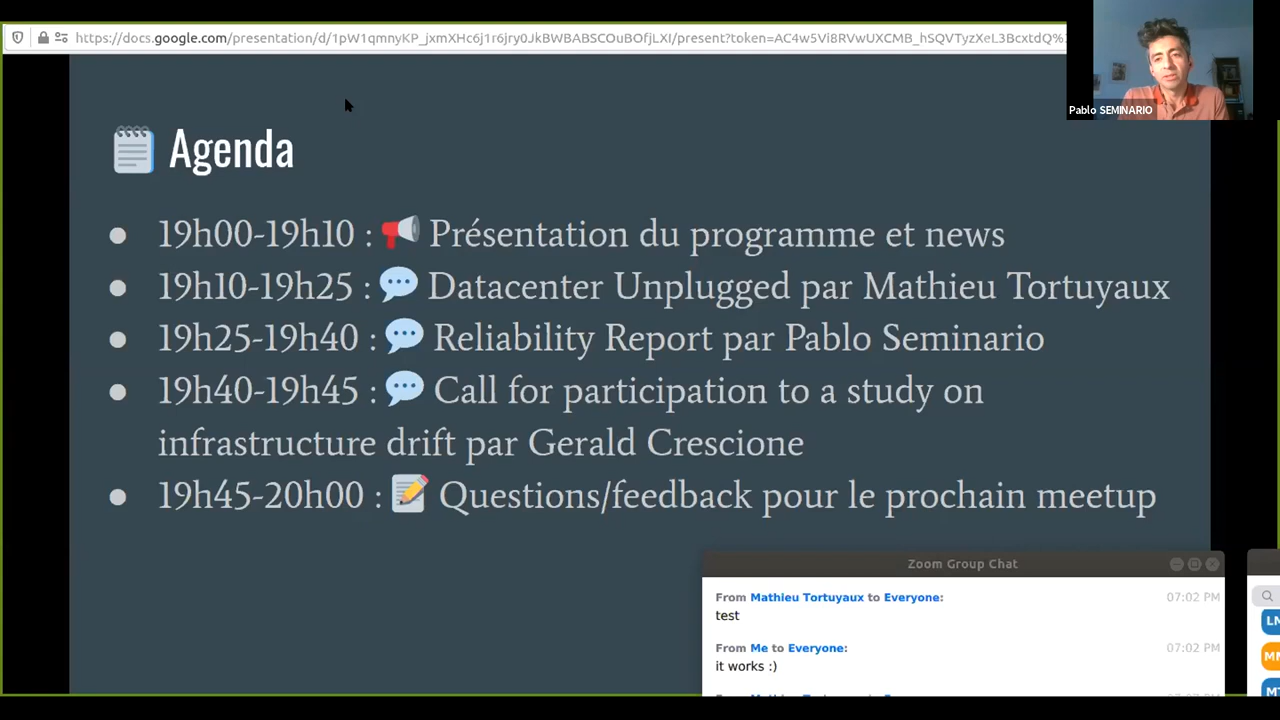 https://docs.google.com/presentation/d/1pW1qmnyKP_jxmXHc6j1r6jry0JkBWBABSCOuBOfjLXI/present?token=AC4w5Vi8RVwUXCMB_hSQVTyzXeL3BcxtdQ%
Pablo SEMINARIO
Agenda
● 19h00-19h10 : 📢 Présentation du programme et news
● 19h10-19h25 : 💬 Datacenter Unplugged par Mathieu Tortuyaux
● 19h25-19h40 : 💬 Reliability Report par Pablo Seminario
● 19h40-19h45 : 💬 Call for participation to a study on
infrastructure drift par Gerald Crescione
● 19h45-20h00 : 📝 Questions/feedback pour le prochain meetup
Zoom Group Chat
From Mathieu Tortuyaux to Everyone: 07:02 PM
test
LM
From Me to Everyone: 07:02 PM
it works :)